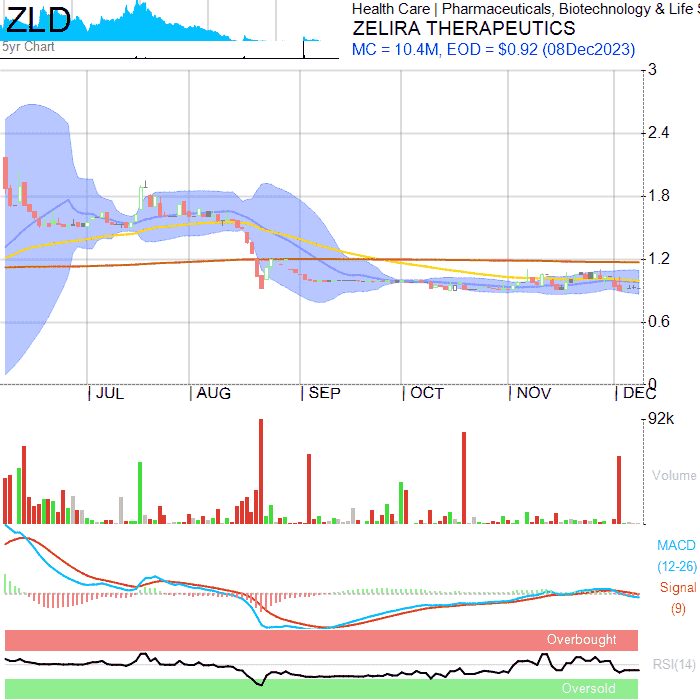 ZLD
5yr Chart
Health Care | Pharmaceuticals, Biotechnology & Life S
ZELIRA THERAPEUTICS
MC = 10.4M, EOD = $0.92 (08Dec2023)
3
2.4
1.8
1.2
0.6
0
JUL AUG SEP OCT NOV DEC
92k
Volume
MACD
(12-26)
Signal
(9)
Overbought
RSI(14)
Oversold